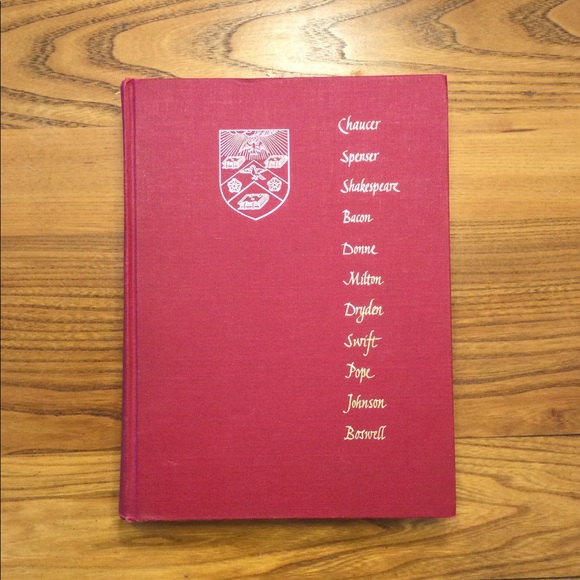 Chaucer
Spenser
Shakespeare
Bacon
Donne
Milton
Dryden
Swift
Pope
Johnson
Boswell